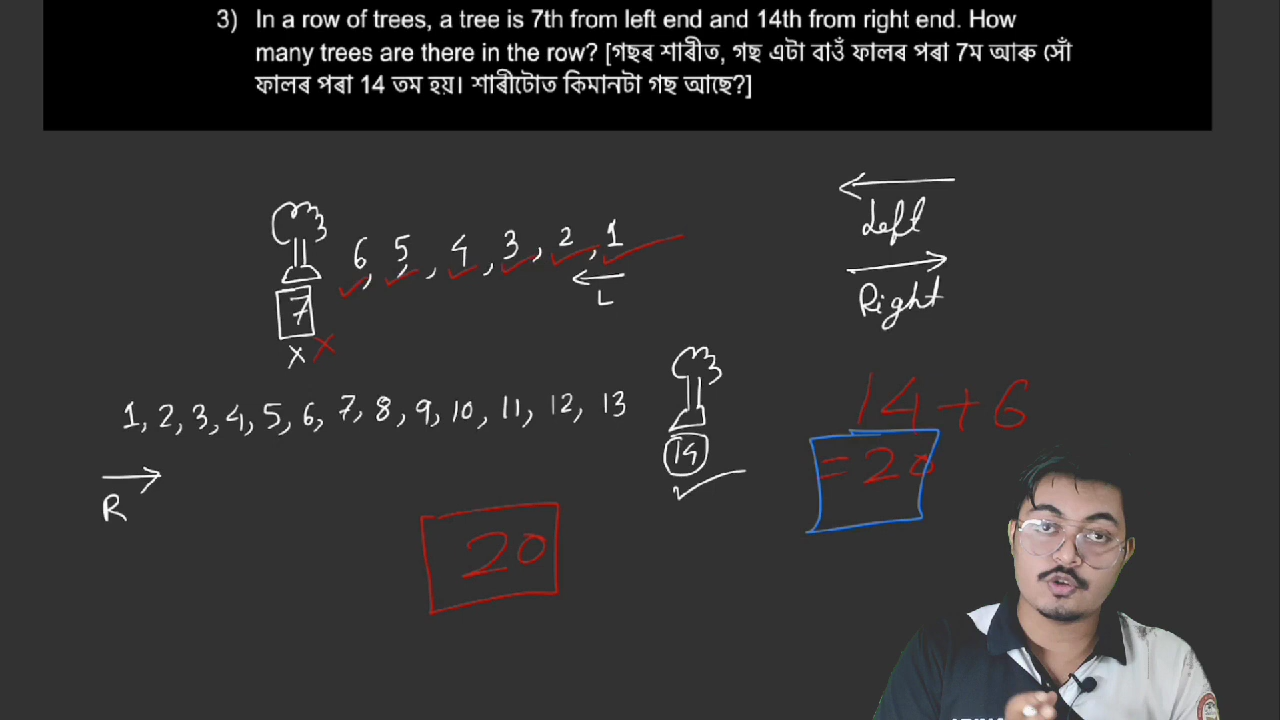 3) In a row of trees, a tree is 7th from left end and 14th from right end. How
many trees are there in the row? [গছৰ শাৰীত, গছ এটা বাওঁ ফালৰ পৰা 7ম আৰু সোঁ
ফালৰ পৰা 14 তম হয়। শাৰীটোত কিমানটা গছ আছে?]
Left
6, 5, 4, 3, 2, 1
L
Right
7
x x
1, 2, 3, 4, 5, 6, 7, 8, 9, 10, 11, 12, 13
14
14 + 6
= 20
R
20